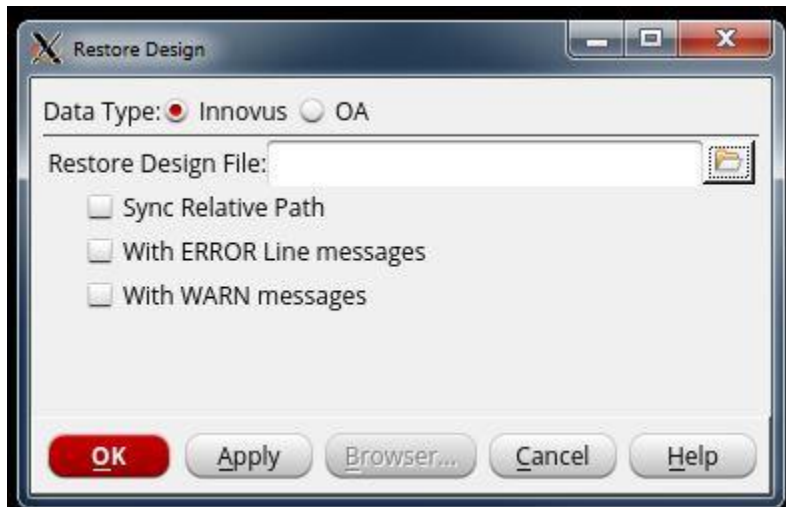 Restore Design
Data Type: Innovus OA
Restore Design File:
Sync Relative Path
With ERROR Line messages
With WARN messages
OK Apply Browser... Cancel Help